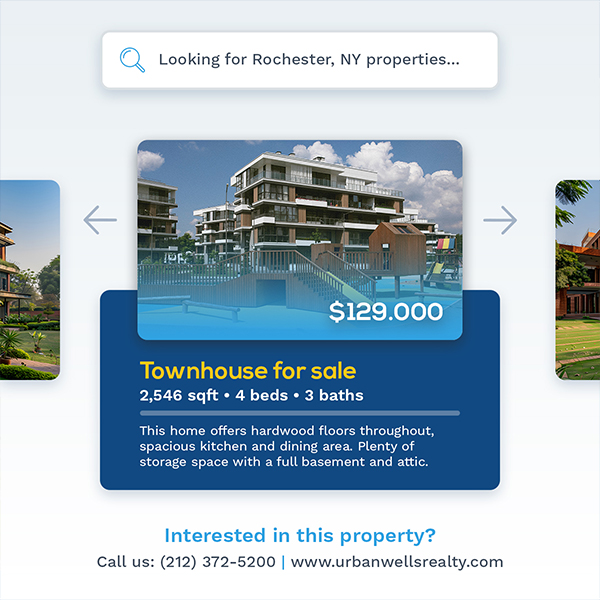 Looking for Rochester, NY properties...
$129.000
Townhouse for sale
2,546 sqft • 4 beds • 3 baths
This home offers hardwood floors throughout,
spacious kitchen and dining area. Plenty of
storage space with a full basement and attic.
Interested in this property?
Call us: (212) 372-5200 | www.urbanwellsrealty.com